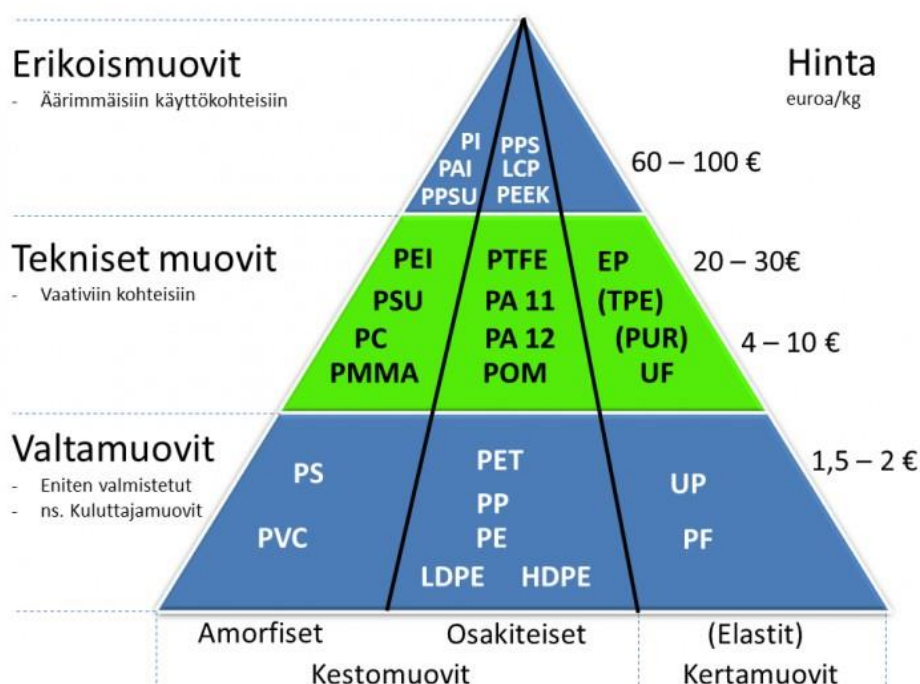 Erikoismuovit
- Äärimmäisiin käyttökohteisiin
Hinta
euroa/kg
PI
PAI
PPSU
PPS
LCP
PEEK
60 – 100 €
Tekniset muovit
- Vaativiin kohteisiin
PEI
PSU
PC
PMMA
PTFE
PA 11
PA 12
POM
EP
(TPE)
(PUR)
UF
20 – 30€
4 – 10 €
Valtamuovit
- Eniten valmistetut
- ns. Kuluttajamuovit
PS
PVC
PET
PP
PE
LDPE HDPE
UP
PF
1,5 – 2 €
Amorfiset Osakiteiset (Elastit)
Kestomuovit Kertamuovit